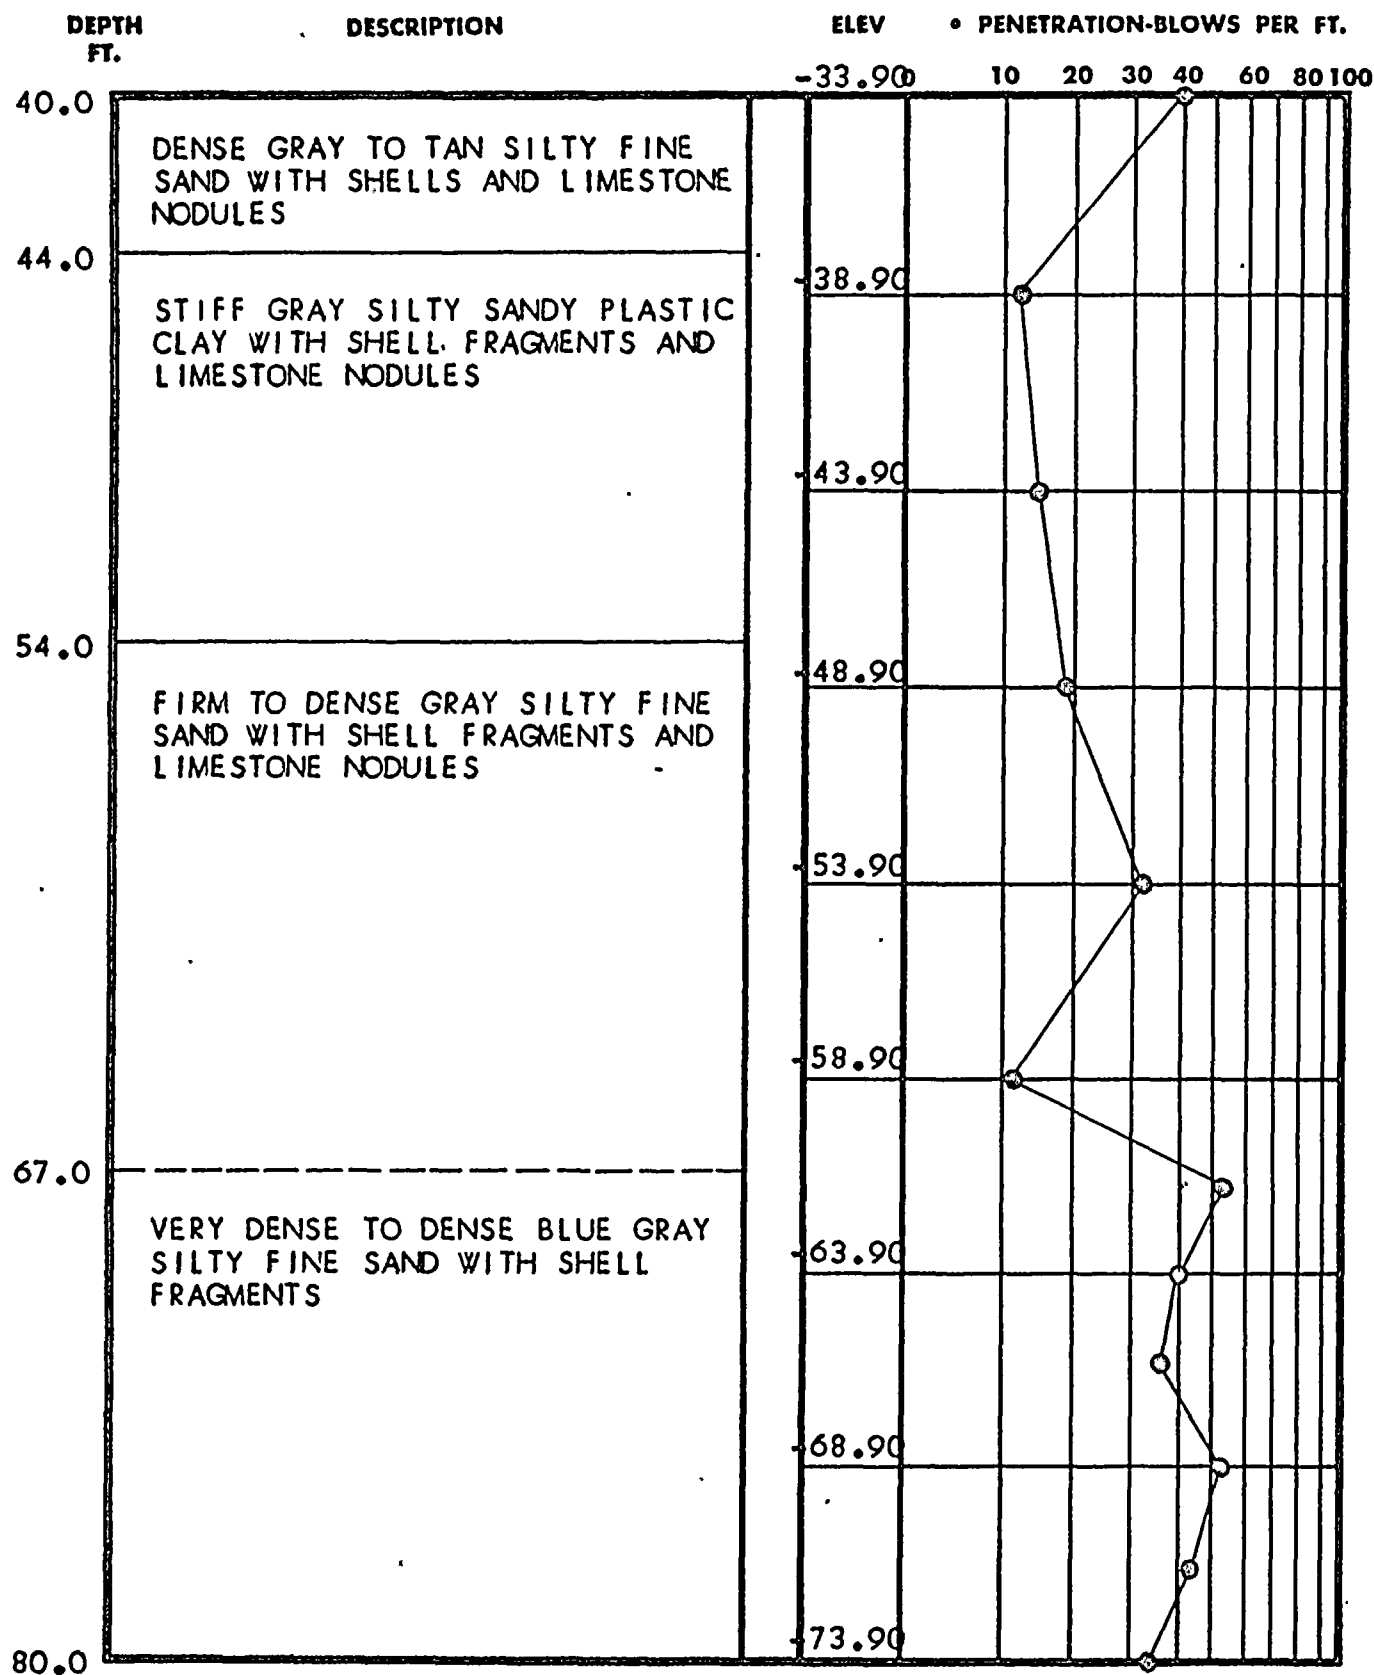 DEPTH FT. DESCRIPTION ELEV • PENETRATION-BLOWS PER FT.
-33.90 0 10 20 30 40 60 80 100
40.0
DENSE GRAY TO TAN SILTY FINE
SAND WITH SHELLS AND LIMESTONE
NODULES
44.0
-38.90
STIFF GRAY SILTY SANDY PLASTIC
CLAY WITH SHELL FRAGMENTS AND
LIMESTONE NODULES
-43.90
54.0
-48.90
FIRM TO DENSE GRAY SILTY FINE
SAND WITH SHELL FRAGMENTS AND
LIMESTONE NODULES
-53.90
-58.90
67.0
VERY DENSE TO DENSE BLUE GRAY
SILTY FINE SAND WITH SHELL
FRAGMENTS
-63.90
-68.90
-73.90
80.0